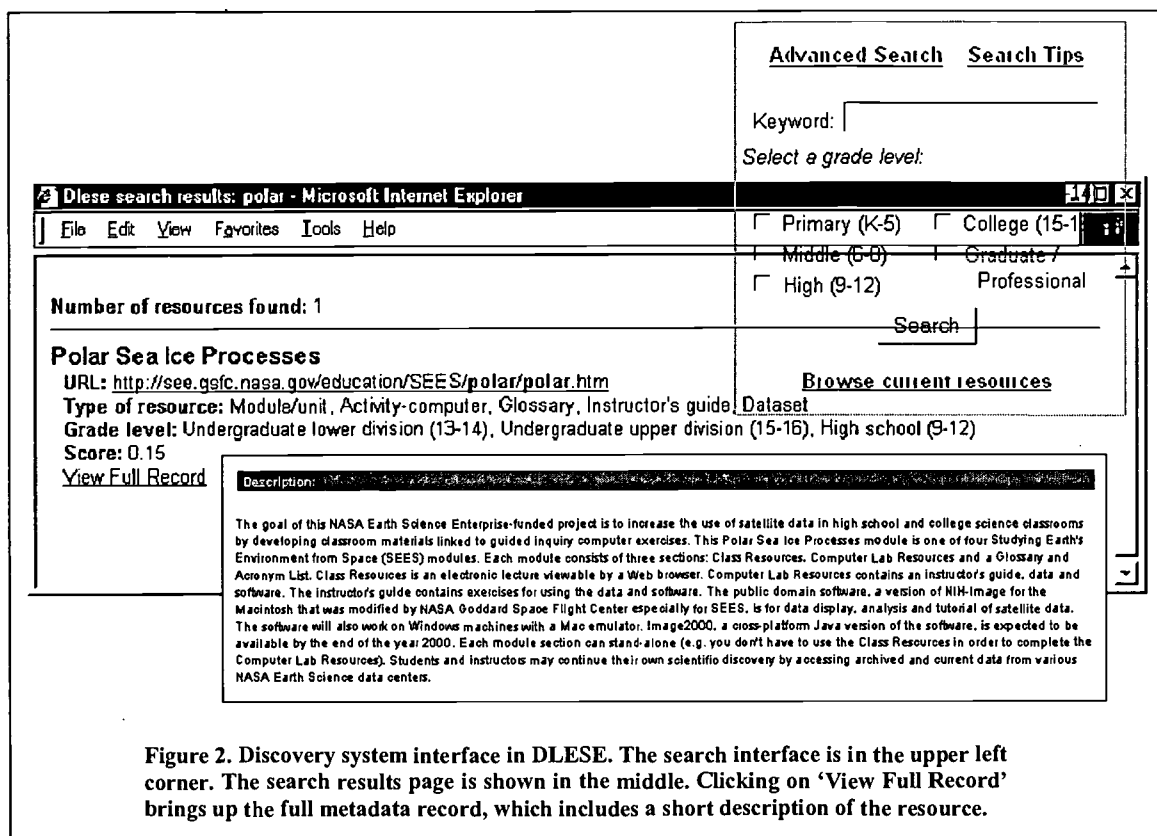 Advanced Search Search Tips
Keyword:
Select a grade level:
Dlese search results: polar - Microsoft Internet Explorer
File Edit View Favorites Tools Help
Primary (K-5) College (15-1
Middle (6-8) Graduate /
High (9-12) Professional
Number of resources found: 1
Search
Polar Sea Ice Processes
URL: http://see.gsfc.nasa.gov/education/SEES/polar/polar.htm
Browse current resources
Type of resource: Module/unit, Activity-computer, Glossary, Instructor's guide, Dataset
Grade level: Undergraduate lower division (13-14), Undergraduate upper division (15-16), High school (9-12)
Score: 0.15
View Full Record
Description:
The goal of this NASA Earth Science Enterprise-funded project is to increase the use of satellite data in high school and college science classrooms
by developing classroom materials linked to guided inquiry computer exercises. This Polar Sea Ice Processes module is one of four Studying Earth's
Environment from Space (SEES) modules. Each module consists of three sections: Class Resources, Computer Lab Resources and a Glossary and
Acronym List. Class Resources is an electronic lecture viewable by a Web browser. Computer Lab Resources contains an instructor's guide, data and
software. The instructor's guide contains exercises for using the data and software. The public domain software, a version of NIH-Image for the
Macintosh that was modified by NASA Goddard Space Flight Center especially for SEES, is for data display, analysis and tutorial of satellite data.
The software will also work on Windows machines with a Mac emulator. Image2000, a cross-platform Java version of the software, is expected to be
available by the end of the year 2000. Each module section can stand-alone (e.g. you don't have to use the Class Resources in order to complete the
Computer Lab Resources). Students and instructors may continue their own scientific discovery by accessing archived and current data from various
NASA Earth Science data centers.
Figure 2. Discovery system interface in DLESE. The search interface is in the upper left
corner. The search results page is shown in the middle. Clicking on ‘View Full Record’
brings up the full metadata record, which includes a short description of the resource.